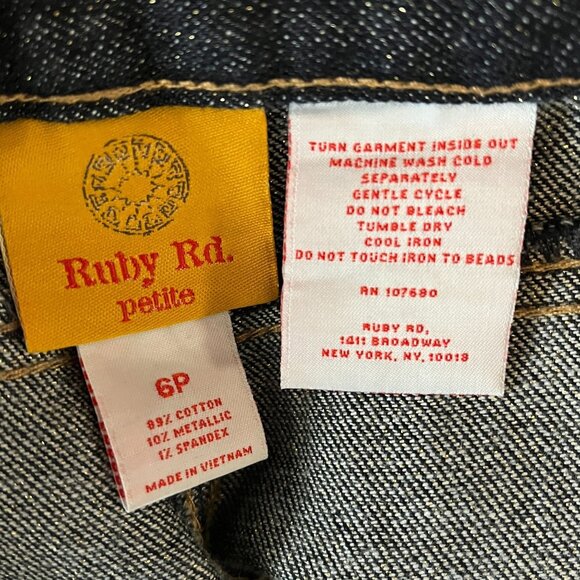 Ruby Rd.
petite
6P
89% COTTON
10% METALLIC
1% SPANDEX
MADE IN VIETNAM
TURN GARMENT INSIDE OUT
MACHINE WASH COLD
SEPARATELY
GENTLE CYCLE
DO NOT BLEACH
TUMBLE DRY
COOL IRON
DO NOT TOUCH IRON TO BEADS
RN 107680
RUBY RD,
1411 BROADWAY
NEW YORK, NY, 10018